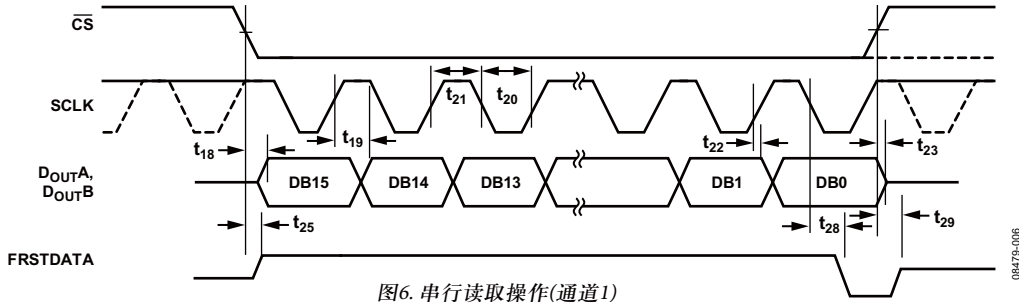 CS
SCLK
t21
t20
t18
t19
t22
t23
DOUTA,
DOUTB
DB15
DB14
DB13
DB1
DB0
t25
t28
t29
FRSTDATA
图6. 串行读取操作(通道1)
08479-006